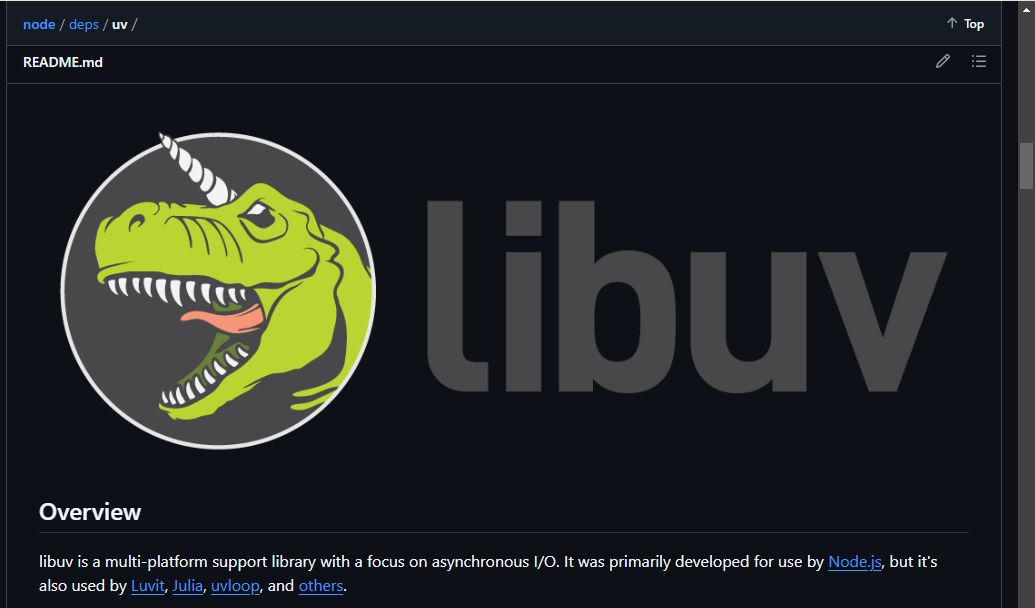 node / deps / uv /
Top
README.md
libuv
Overview
libuv is a multi-platform support library with a focus on asynchronous I/O. It was primarily developed for use by Node.js, but it's
also used by Luvit, Julia, uvloop, and others.